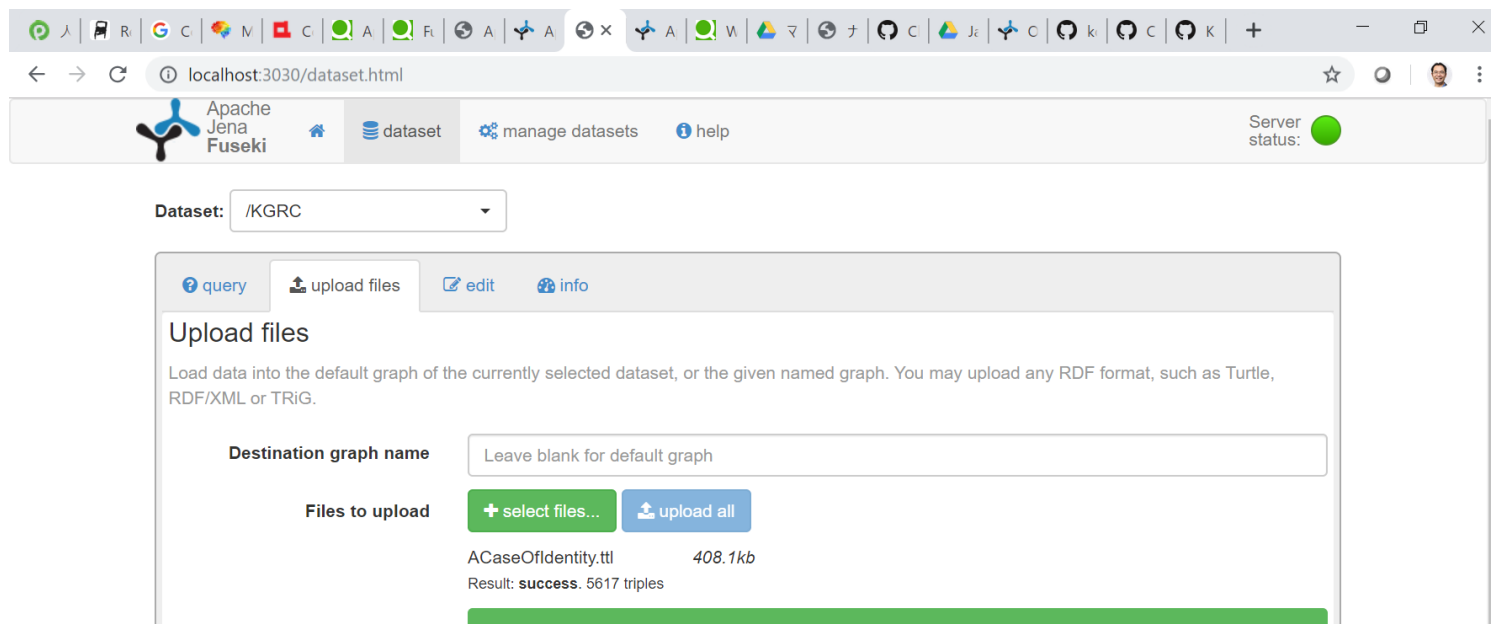 localhost:3030/dataset.html
Apache
Jena
Fuseki
dataset
manage datasets
help
Server
status:
Dataset: /KGRC
query
upload files
edit
info
Upload files
Load data into the default graph of the currently selected dataset, or the given named graph. You may upload any RDF format, such as Turtle,
RDF/XML or TRiG.
Destination graph name
Leave blank for default graph
Files to upload
select files...
upload all
ACaseOfIdentity.ttl 408.1kb
Result: success. 5617 triples